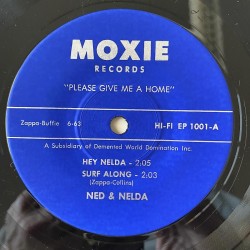 MOXIE
RECORDS
"PLEASE GIVE ME A HOME"
Zappa-Buffie 6-63 HI-FI EP 1001-A
A Subsidiary of Demented World Domination Inc.
HEY NELDA - 2:05
SURF ALONG - 2:03
(Zappa-Collins)
NED & NELDA